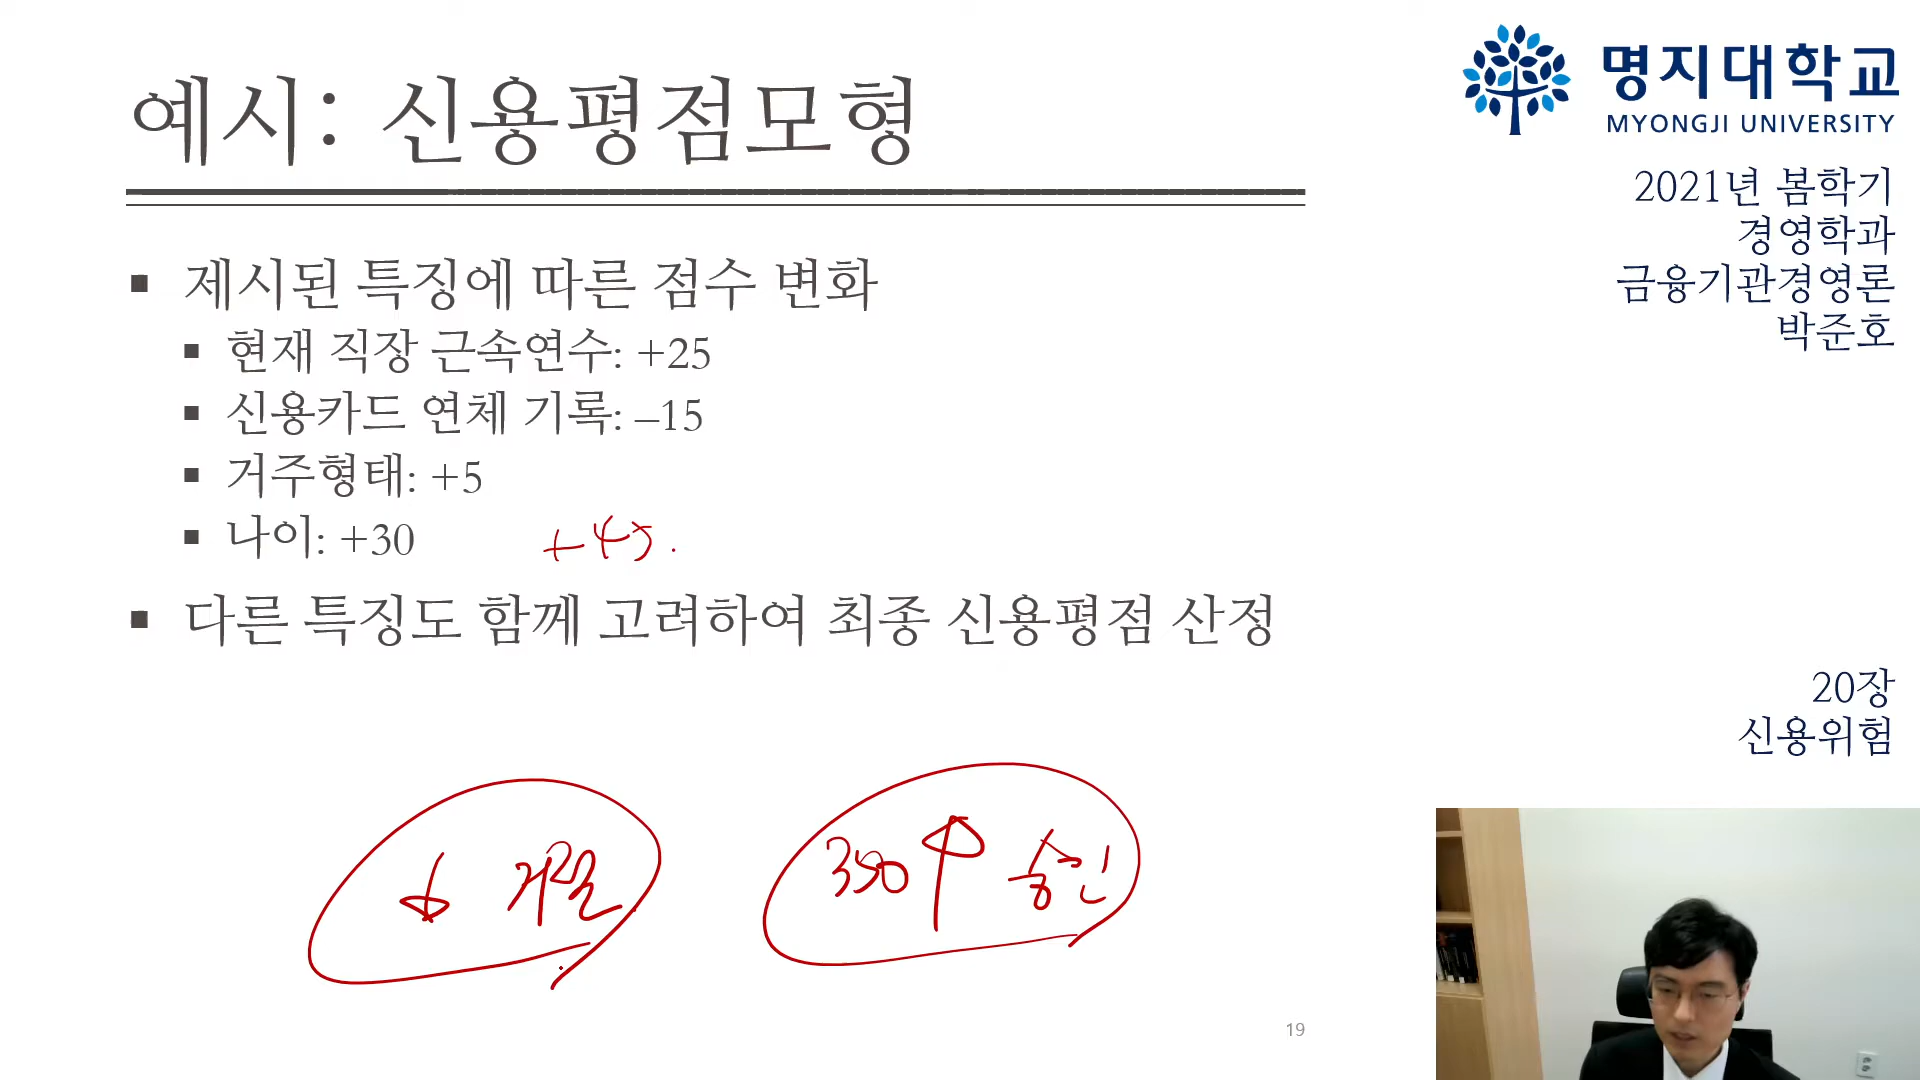 예시: 신용평점모형
▪ 제시된 특징에 따른 점수 변화
▪ 현재 직장 근속연수: +25
▪ 신용카드 연체 기록: –15
▪ 거주형태: +5
▪ 나이: +30
+45.
▪ 다른 특징도 함께 고려하여 최종 신용평점 산정
↓ 거절
350↑ 승인
19
명지대학교
MYONGJI UNIVERSITY
2021년 봄학기
경영학과
금융기관경영론
박준호
20장
신용위험